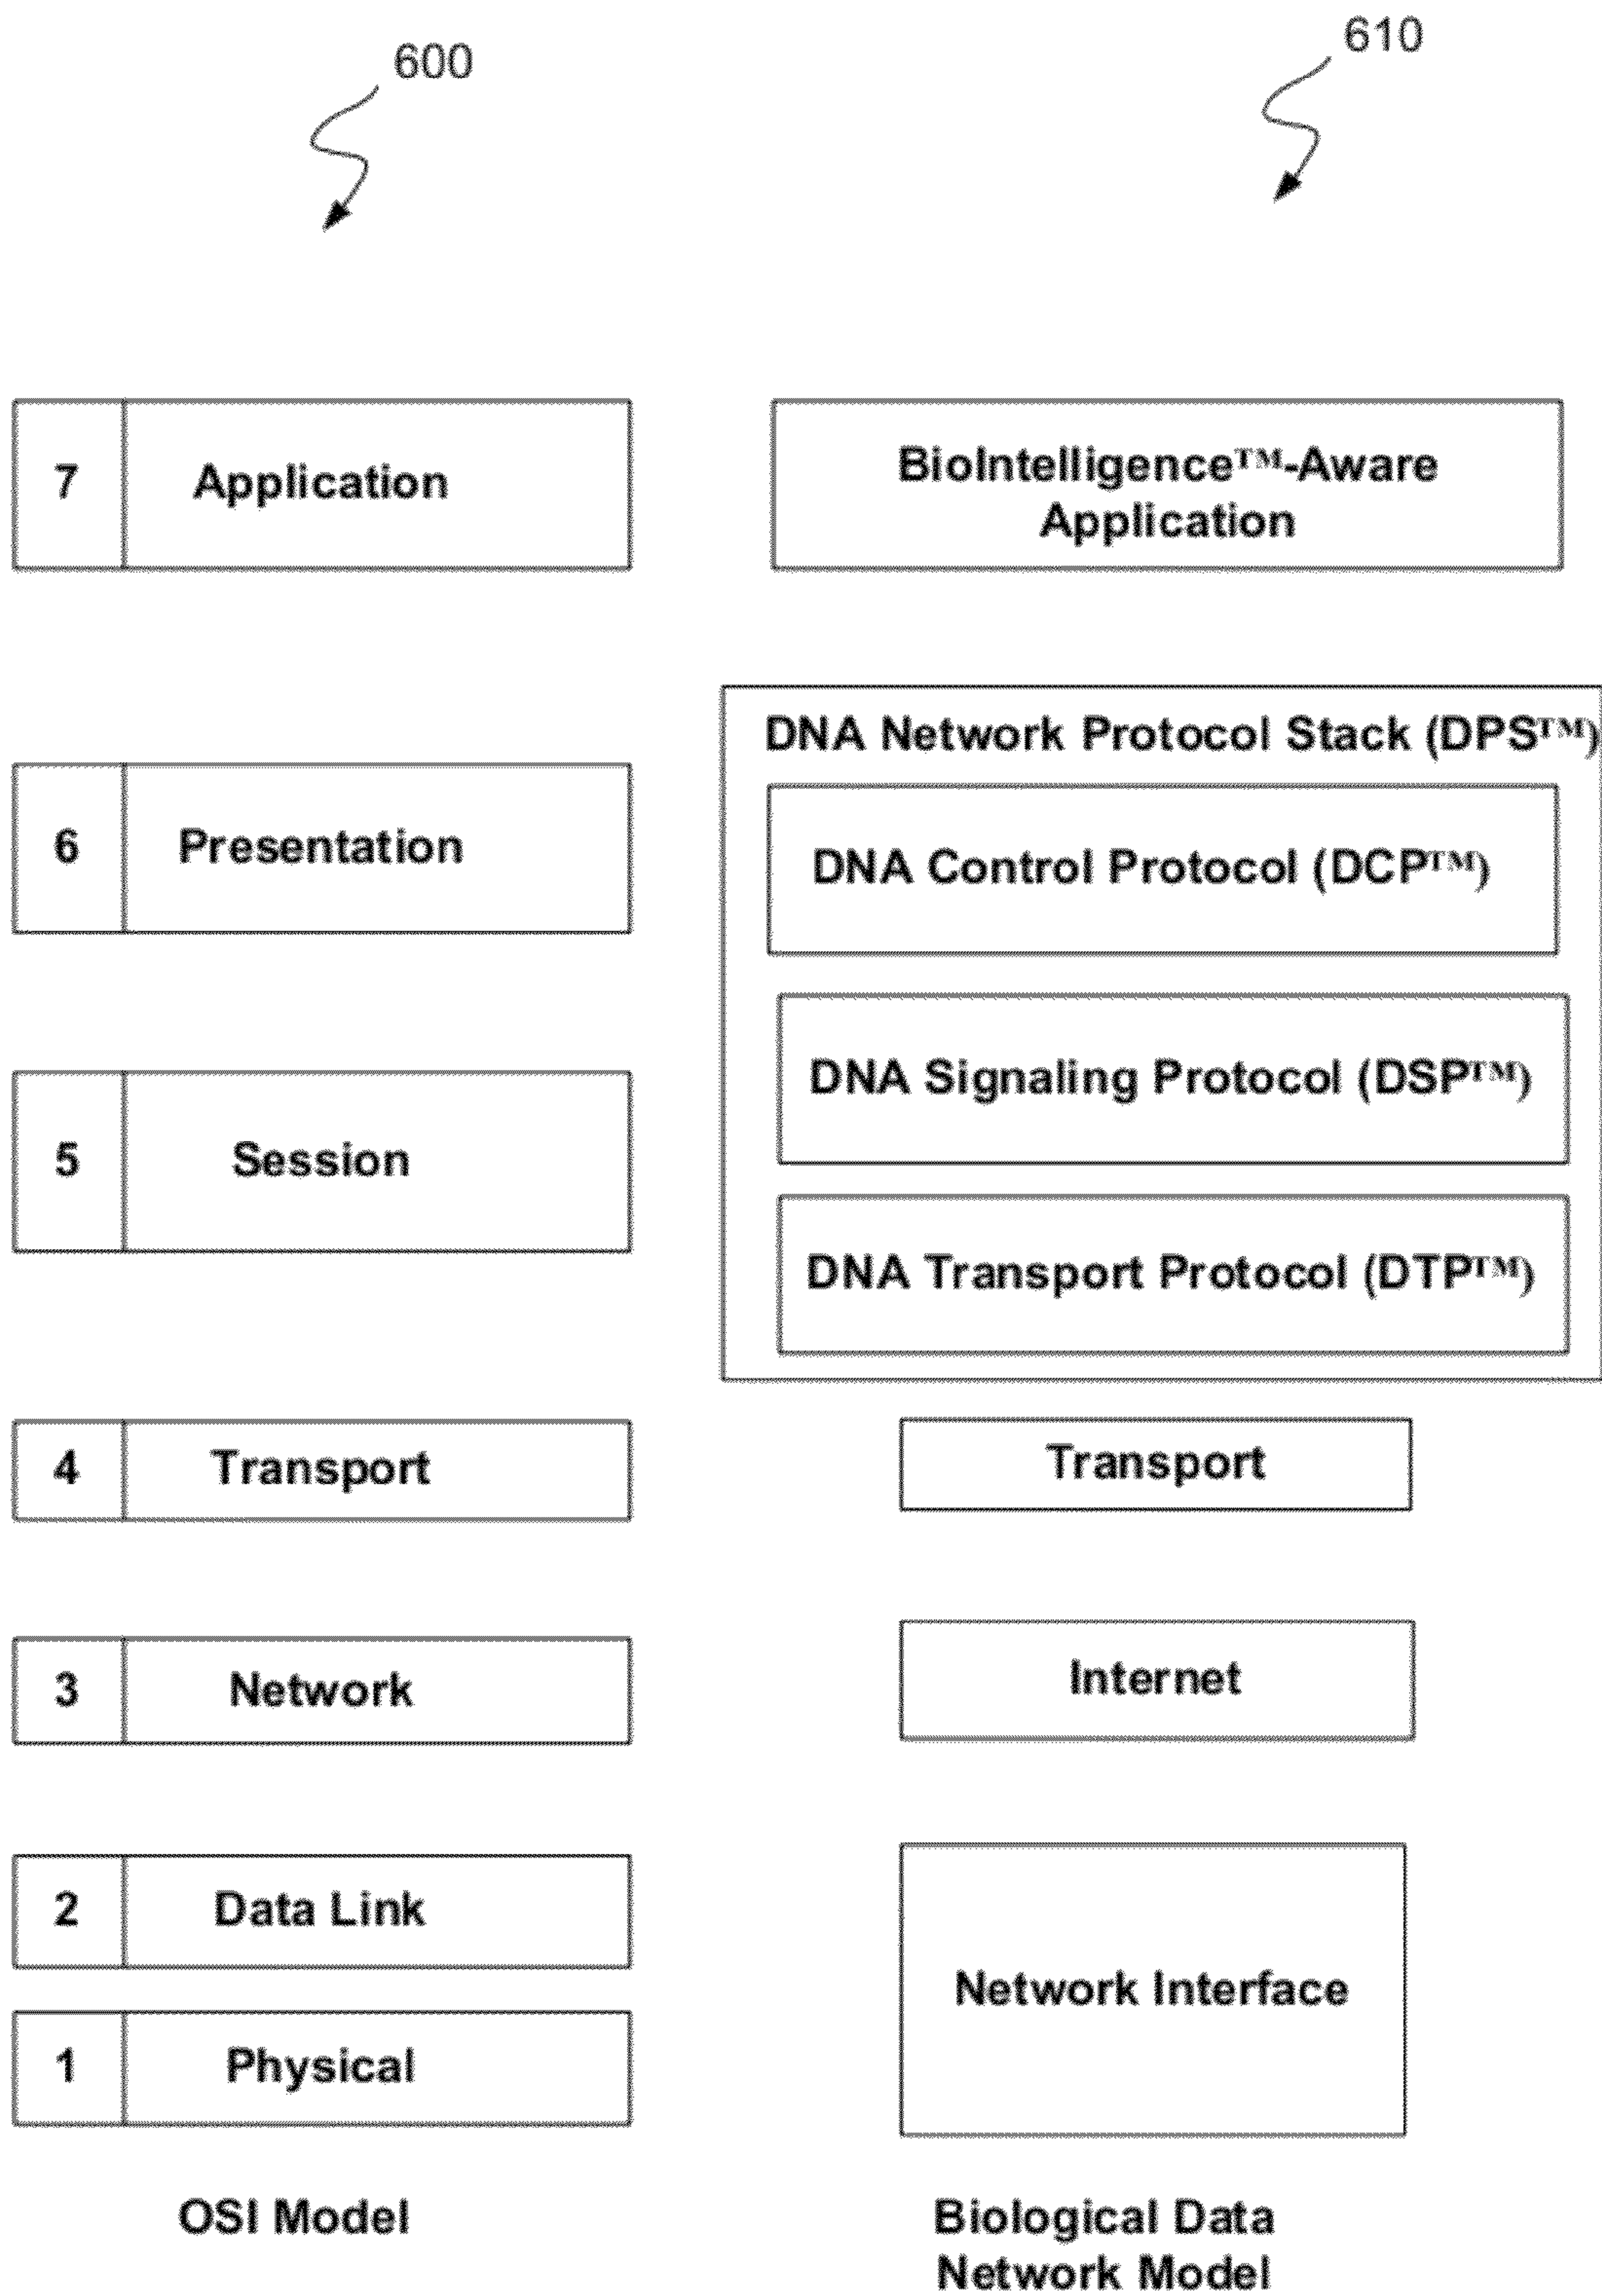 600
610
7 Application
BioIntelligence™-Aware
Application
DNA Network Protocol Stack (DPS™)
6 Presentation
DNA Control Protocol (DCP™)
DNA Signaling Protocol (DSP™)
5 Session
DNA Transport Protocol (DTP™)
4 Transport
Transport
3 Network
Internet
2 Data Link
Network Interface
1 Physical
OSI Model
Biological Data
Network Model